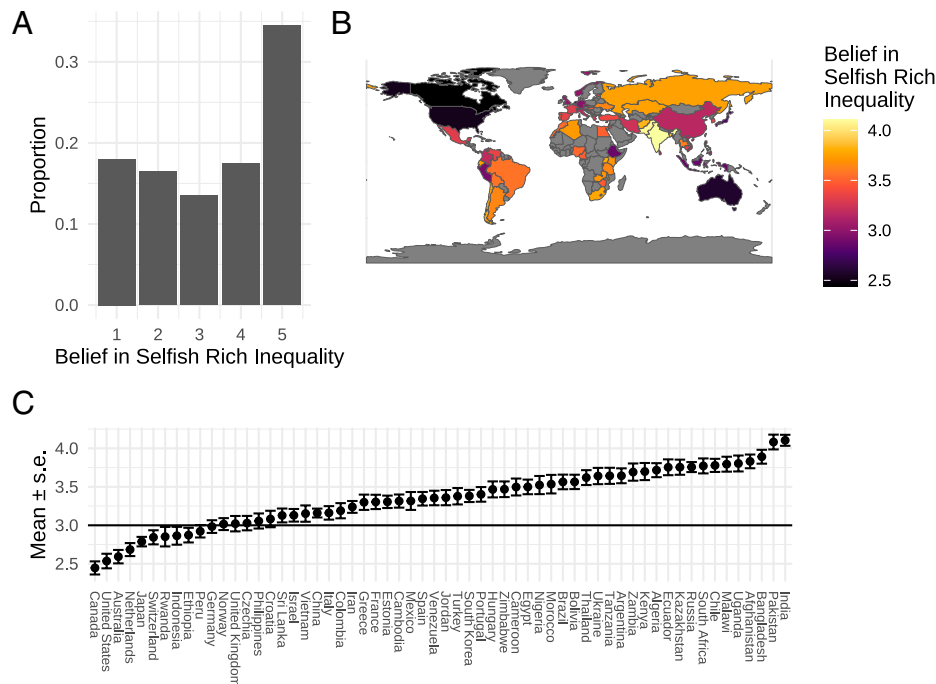 A
Proportion
0.3
0.2
0.1
0.0
1 2 3 4 5
Belief in Selfish Rich Inequality
B
Belief in
Selfish Rich
Inequality
4.0
3.5
3.0
2.5
C
Mean ± s.e.
4.0
3.5
3.0
2.5
Canada
United States
Australia
Netherlands
Japan
Switzerland
Rwanda
Indonesia
Ethiopia
Peru
Germany
Norway
United Kingdom
Czechia
Philippines
Croatia
Sri Lanka
Israel
Vietnam
China
Italy
Colombia
Iran
Greece
France
Estonia
Cambodia
Mexico
Spain
Venezuela
Jordan
Turkey
South Korea
Portugal
Hungary
Zimbabwe
Cameroon
Egypt
Nigeria
Morocco
Brazil
Bolivia
Thailand
Ukraine
Tanzania
Argentina
Zambia
Kenya
Algeria
Ecuador
Kazakhstan
Russia
South Africa
Chile
Malawi
Uganda
Afghanistan
Bangladesh
Pakistan
India